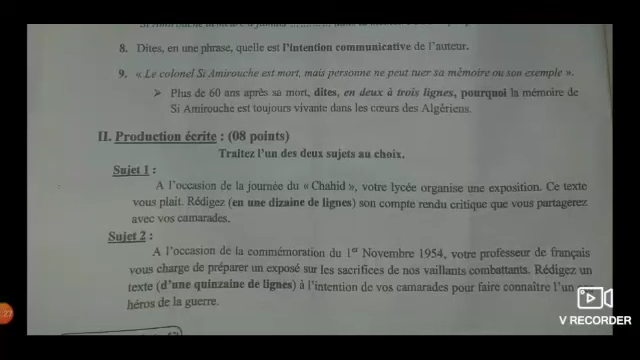 Si Amirouche
8. Dites, en une phrase, quelle est l'intention communicative de l'auteur.
9. « Le colonel Si Amirouche est mort, mais personne ne peut tuer sa mémoire ou son exemple ».
➢ Plus de 60 ans après sa mort, dites, en deux à trois lignes, pourquoi la mémoire de
Si Amirouche est toujours vivante dans les cœurs des Algériens.
II. Production écrite : (08 points)
Traitez l'un des deux sujets au choix.
Sujet 1 :
A l'occasion de la journée du « Chahid », votre lycée organise une exposition. Ce texte
vous plait. Rédigez (en une dizaine de lignes) son compte rendu critique que vous partagerez
avec vos camarades.
Sujet 2 :
A l'occasion de la commémoration du 1er Novembre 1954, votre professeur de français
vous charge de préparer un exposé sur les sacrifices de nos vaillants combattants. Rédigez un
texte (d'une quinzaine de lignes) à l'intention de vos camarades pour faire connaître l'un
héros de la guerre.
:27
V RECORDER